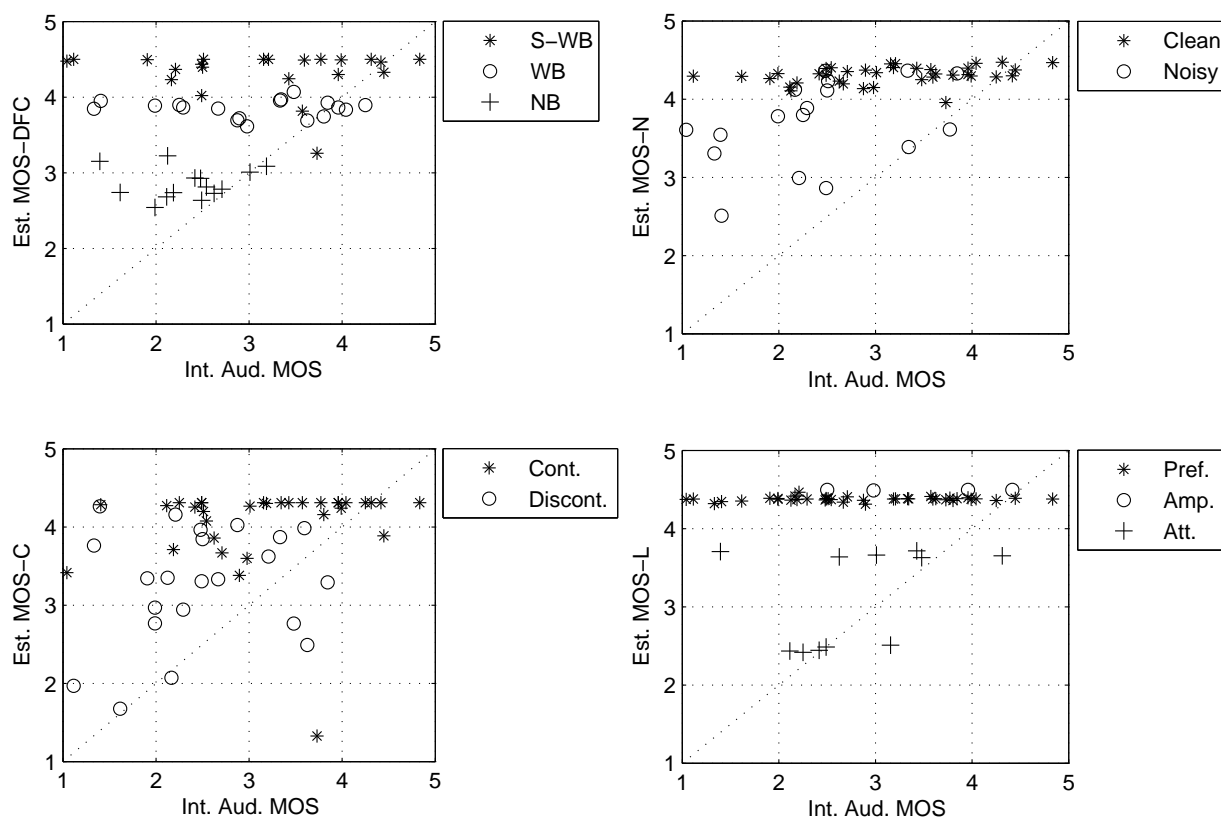 5
4
3
2
1
1 2 3 4 5
Est. MOS-DFC
Int. Aud. MOS
S-WB
WB
NB
5
4
3
2
1
1 2 3 4 5
Est. MOS-N
Int. Aud. MOS
Clean
Noisy
5
4
3
2
1
1 2 3 4 5
Est. MOS-C
Int. Aud. MOS
Cont.
Discont.
5
4
3
2
1
1 2 3 4 5
Est. MOS-L
Int. Aud. MOS
Pref.
Amp.
Att.